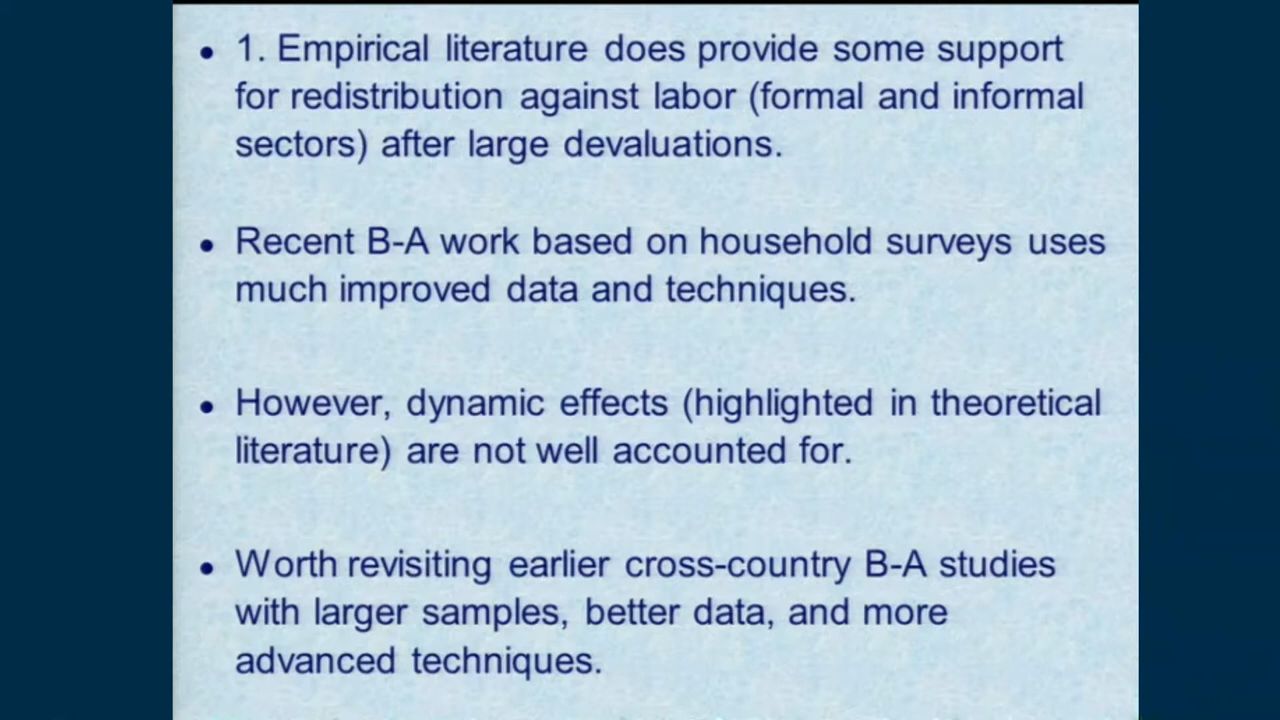 • 1. Empirical literature does provide some support
for redistribution against labor (formal and informal
sectors) after large devaluations.
• Recent B-A work based on household surveys uses
much improved data and techniques.
• However, dynamic effects (highlighted in theoretical
literature) are not well accounted for.
• Worth revisiting earlier cross-country B-A studies
with larger samples, better data, and more
advanced techniques.